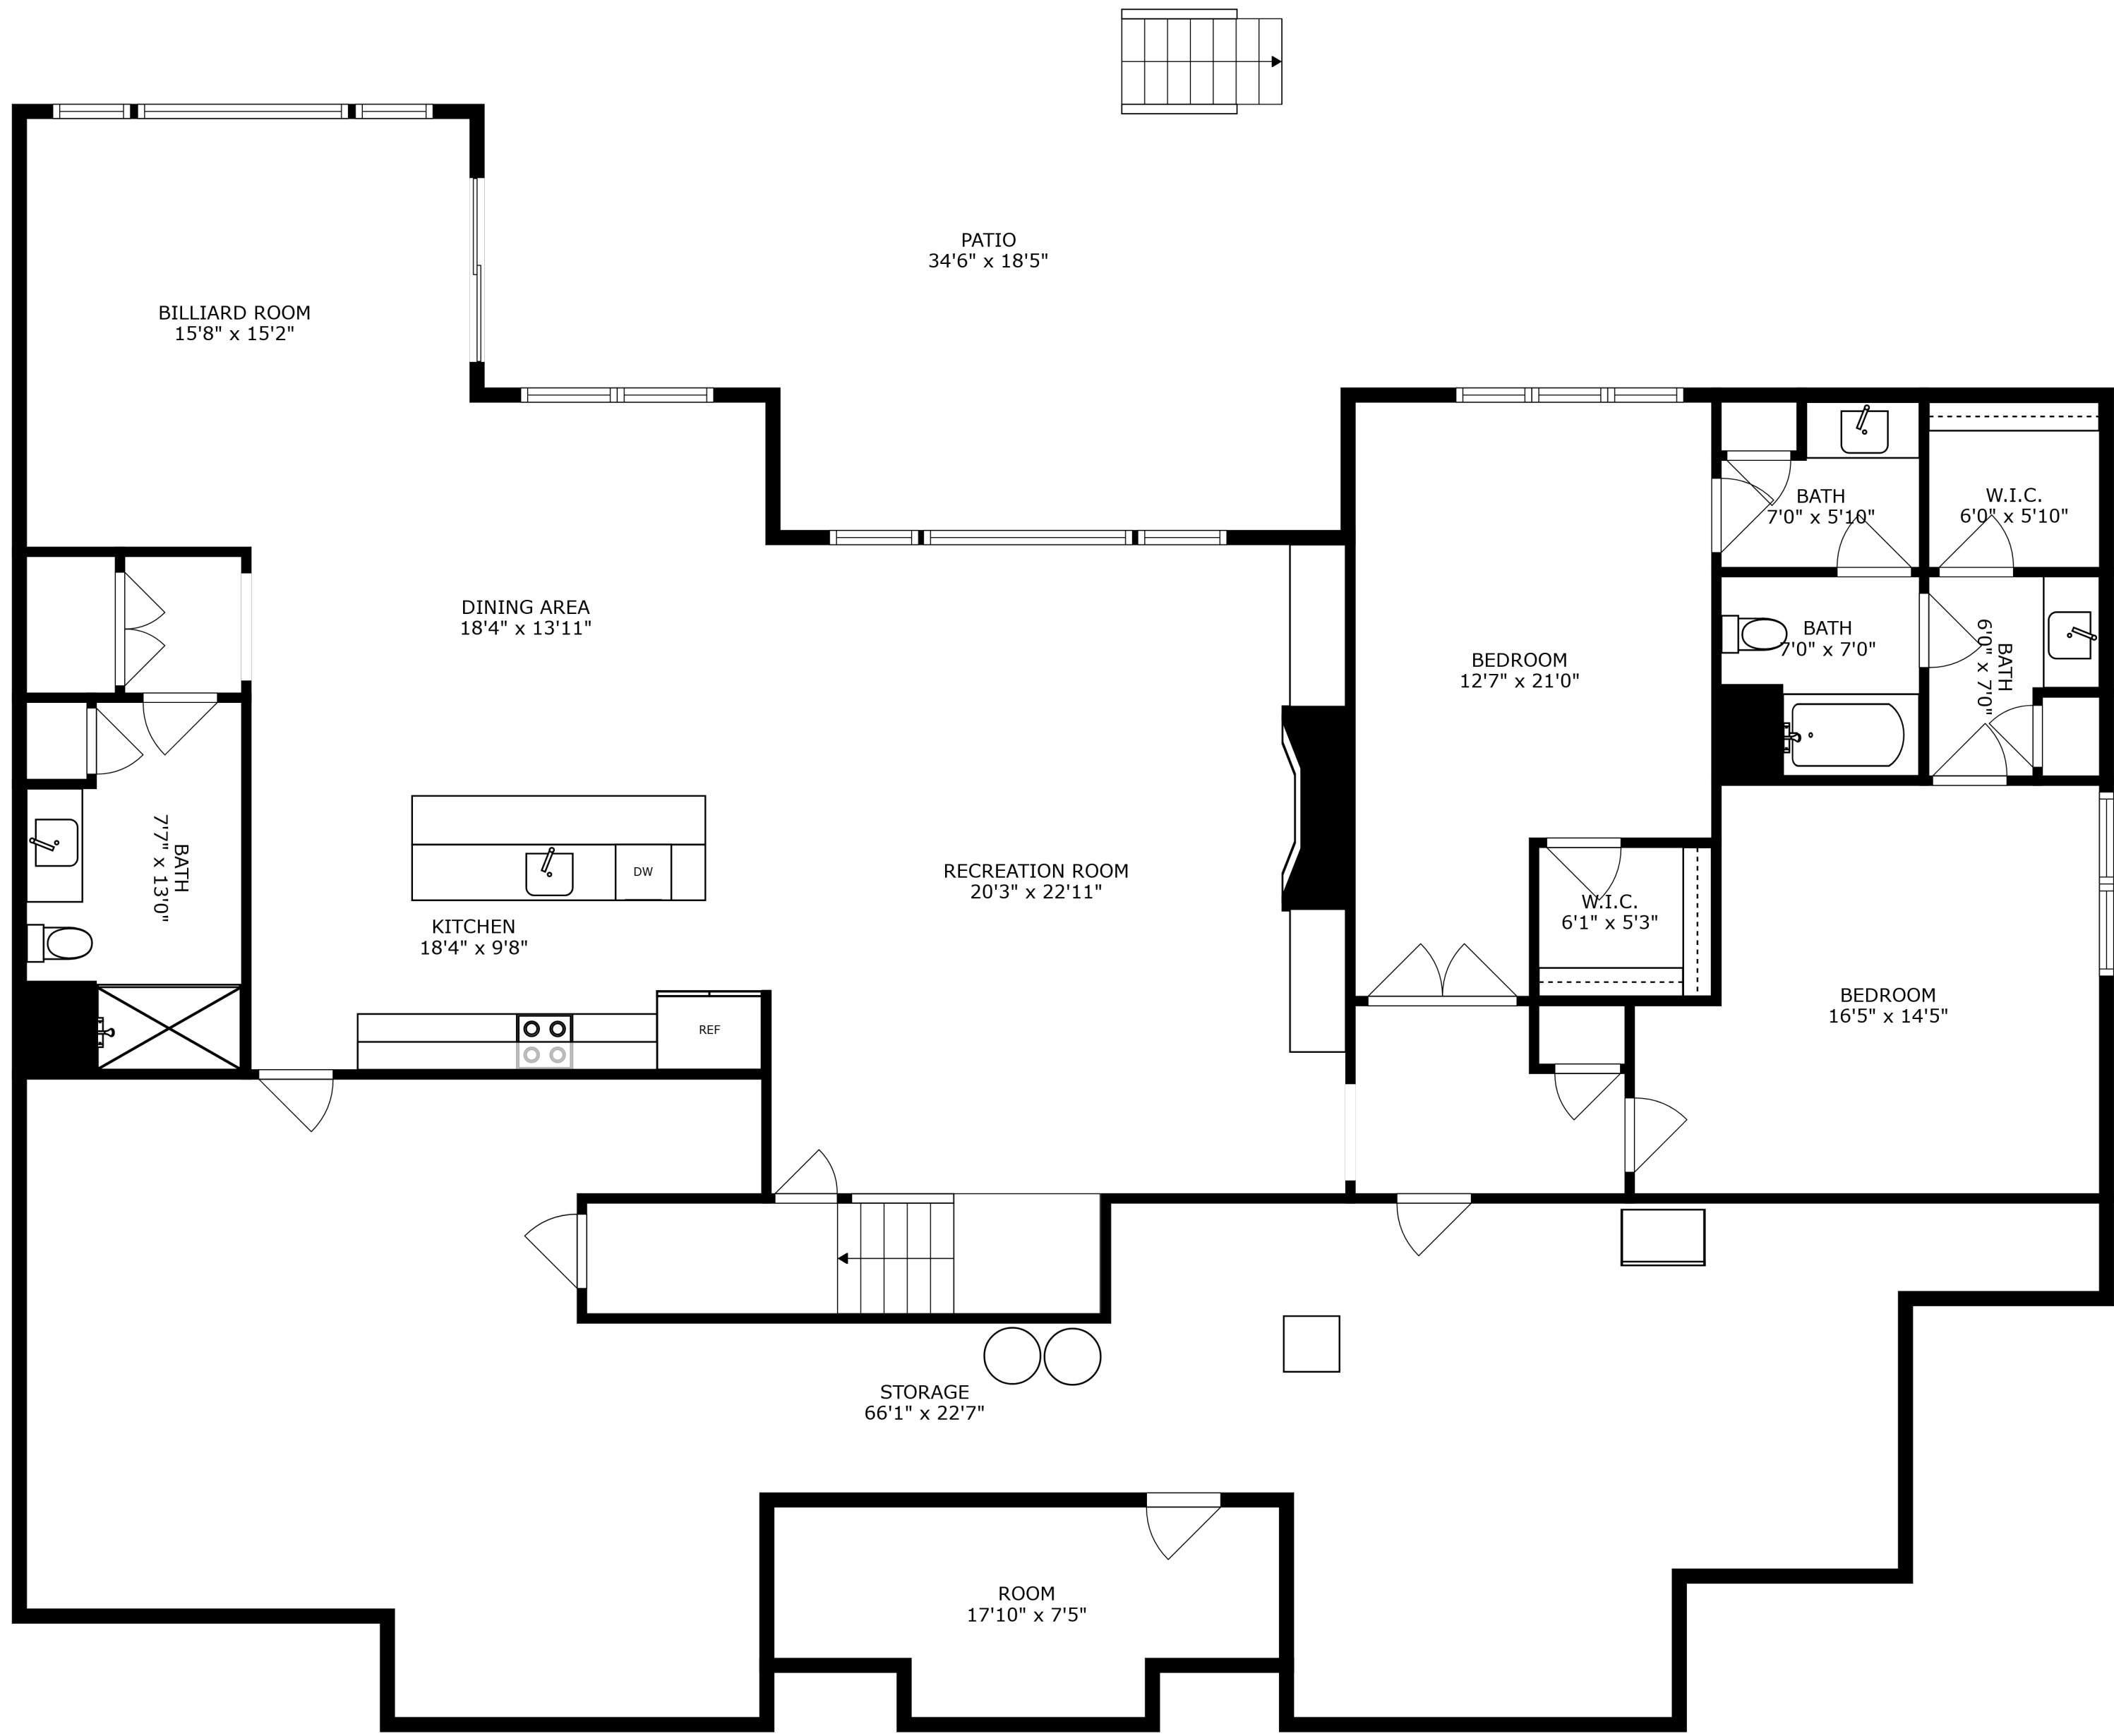 PATIO
34'6" x 18'5"
BILLIARD ROOM
15'8" x 15'2"
BATH
7'0" x 5'10"
W.I.C.
6'0" x 5'10"
DINING AREA
18'4" x 13'11"
BEDROOM
12'7" x 21'0"
BATH
7'0" x 7'0"
BATH
6'0" x 7'0"
BATH
7'7" x 13'0"
DW
RECREATION ROOM
20'3" x 22'11"
KITCHEN
18'4" x 9'8"
W.I.C.
6'1" x 5'3"
REF
BEDROOM
16'5" x 14'5"
STORAGE
66'1" x 22'7"
ROOM
17'10" x 7'5"